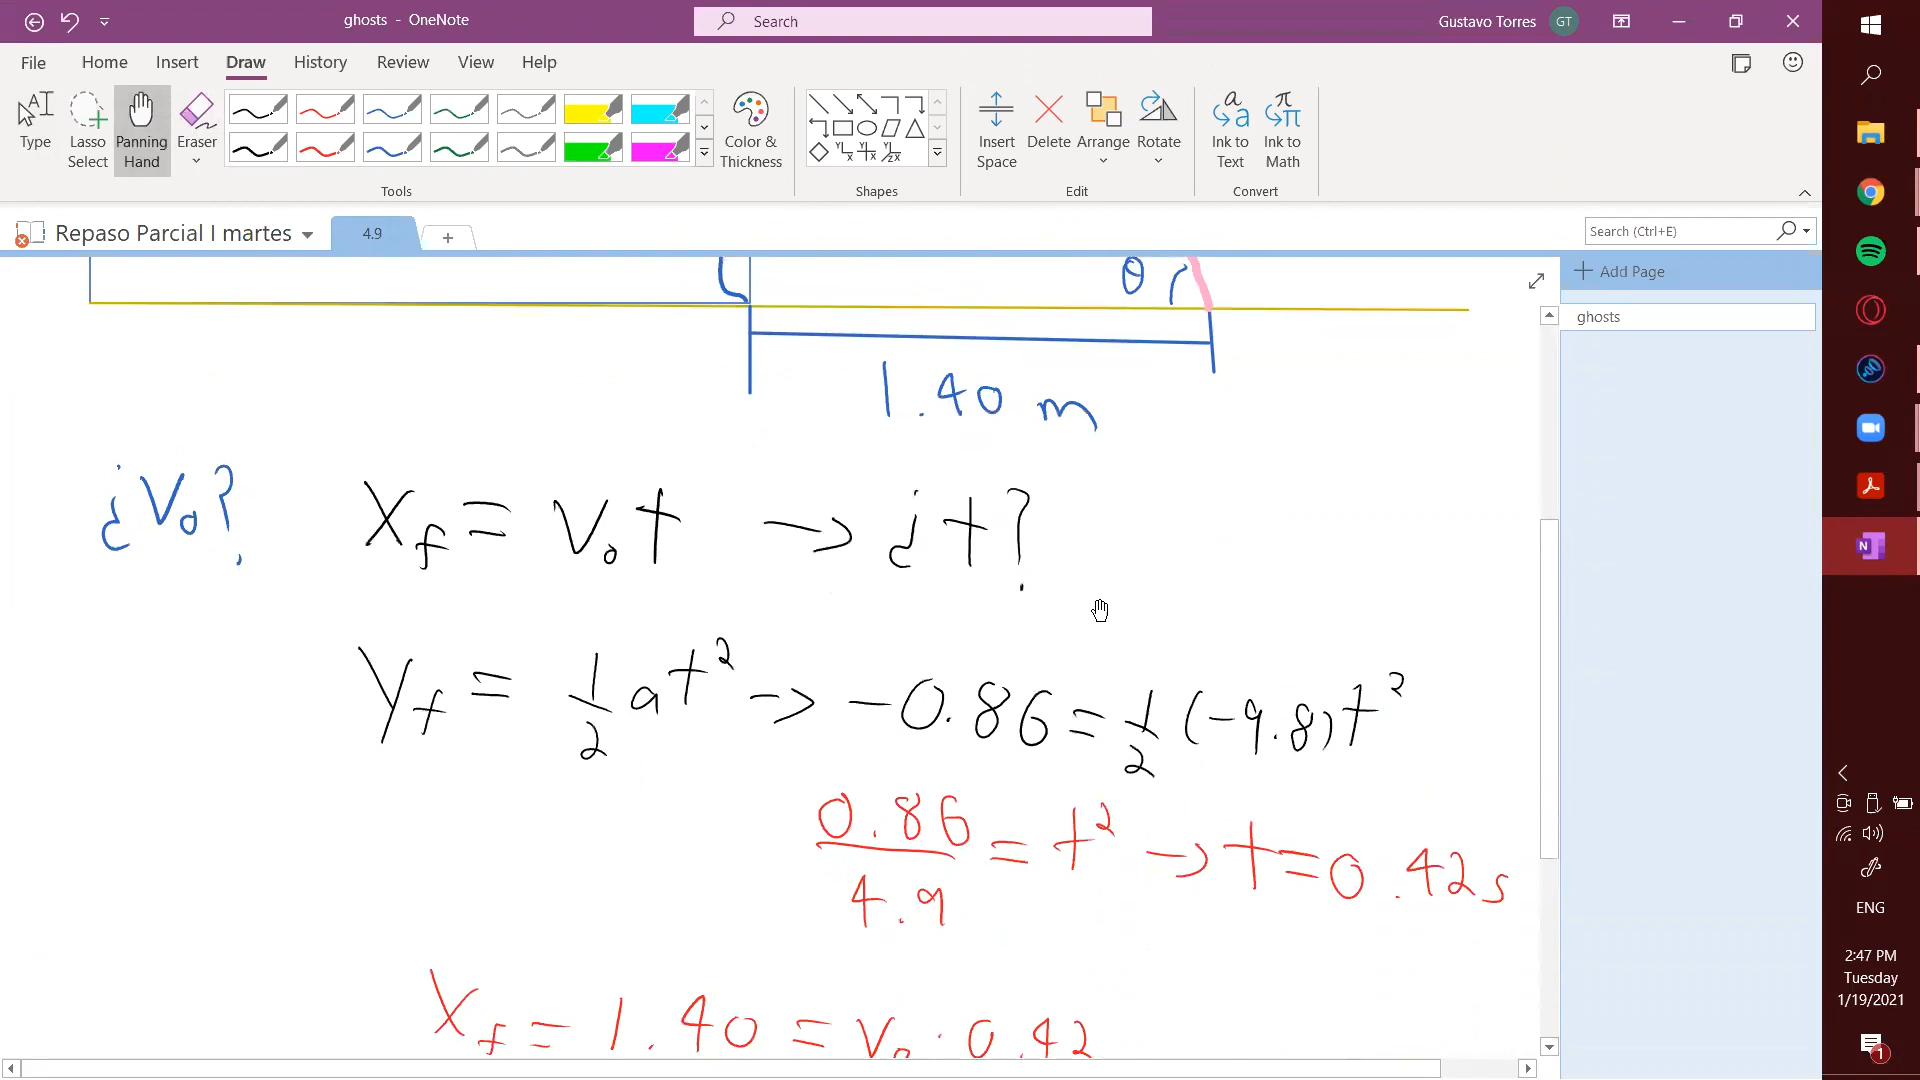 ghosts - OneNote
Search
Gustavo Torres GT
File Home Insert Draw History Review View Help
Type
Lasso Select
Panning Hand
Eraser
Color & Thickness
Insert Space
Delete
Arrange
Rotate
Ink to Text
Ink to Math
Tools
Shapes
Edit
Convert
Repaso Parcial I martes
4.9
Search (Ctrl+E)
Add Page
ghosts
θ
1.40 m
¿V₀?
X_f = V₀t → ¿t?
Y_f = 1/2 at² → -0.86 = 1/2 (-9.8)t²
0.86/4.9 = t² → t = 0.42s
X_f = 1.40 = V₀ · 0.42
ENG
2:47 PM
Tuesday
1/19/2021
1